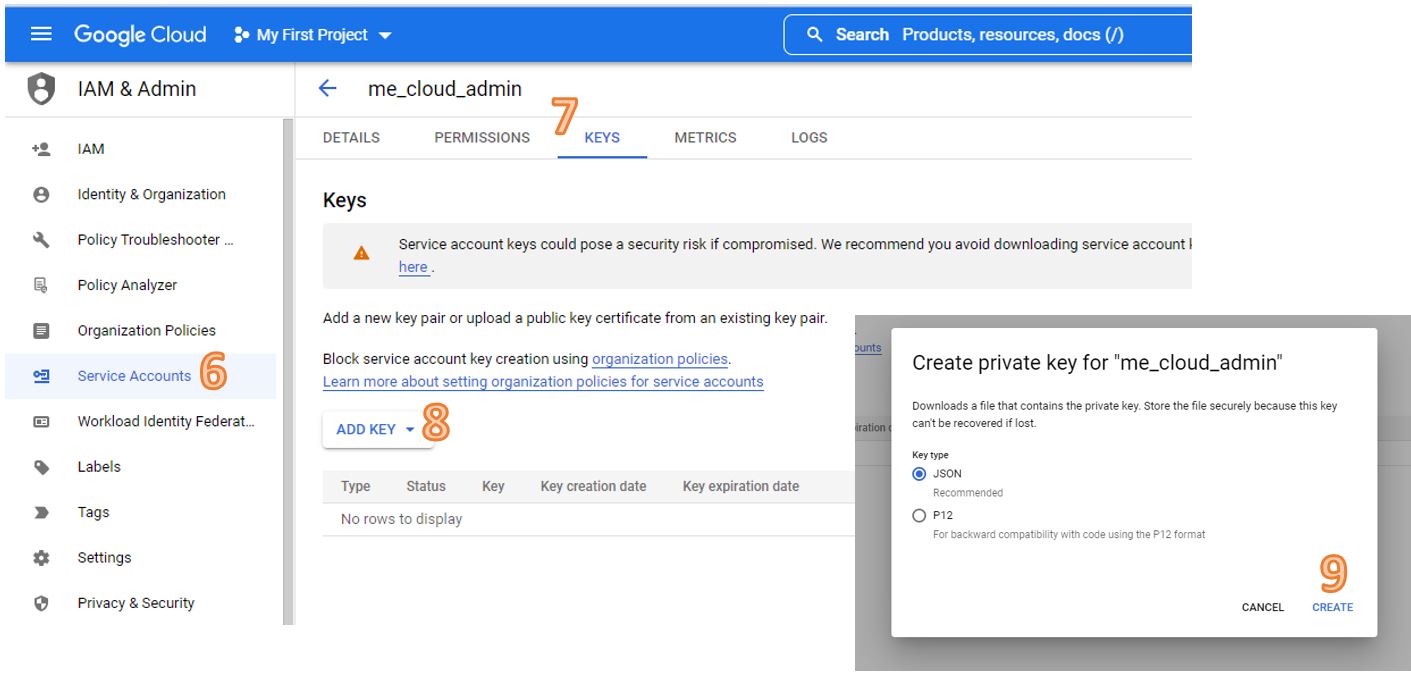 Google Cloud My First Project Search Products, resources, docs (/)
IAM & Admin
me_cloud_admin
IAM
Identity & Organization
Policy Troubleshooter ...
Policy Analyzer
Organization Policies
Service Accounts 6
Workload Identity Federat...
Labels
Tags
Settings
Privacy & Security
DETAILS PERMISSIONS 7 KEYS METRICS LOGS
Keys
Service account keys could pose a security risk if compromised. We recommend you avoid downloading service account
here .
Add a new key pair or upload a public key certificate from an existing key pair.
Block service account key creation using organization policies.
Learn more about setting organization policies for service accounts
ADD KEY 8
Type Status Key Key creation date Key expiration date
No rows to display
Create private key for "me_cloud_admin"
Downloads a file that contains the private key. Store the file securely because this key
can't be recovered if lost.
Key type
JSON
Recommended
P12
For backward compatibility with code using the P12 format
9
CANCEL CREATE